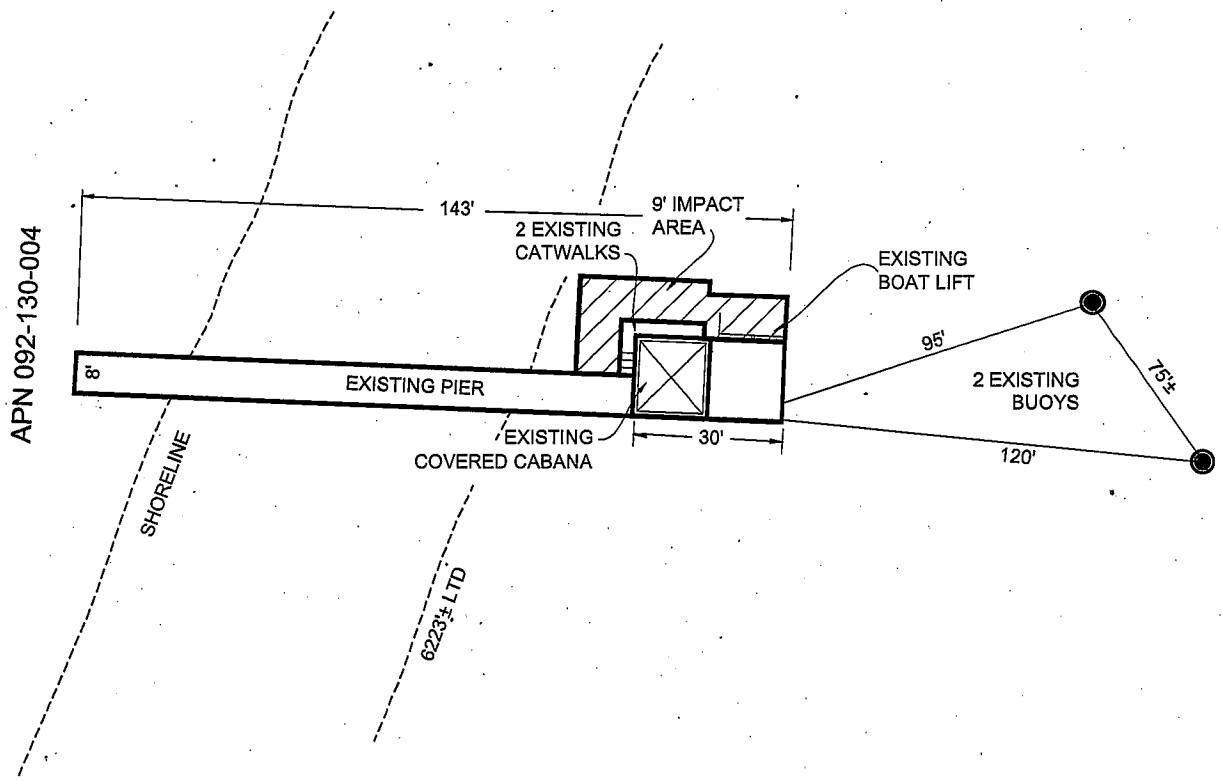 APN 092-130-004
143'
9' IMPACT
AREA
2 EXISTING
CATWALKS
EXISTING
BOAT LIFT
8'
EXISTING PIER
95'
75'±
2 EXISTING
BUOYS
EXISTING
COVERED CABANA
30'
120'
SHORELINE
6223'± LTD